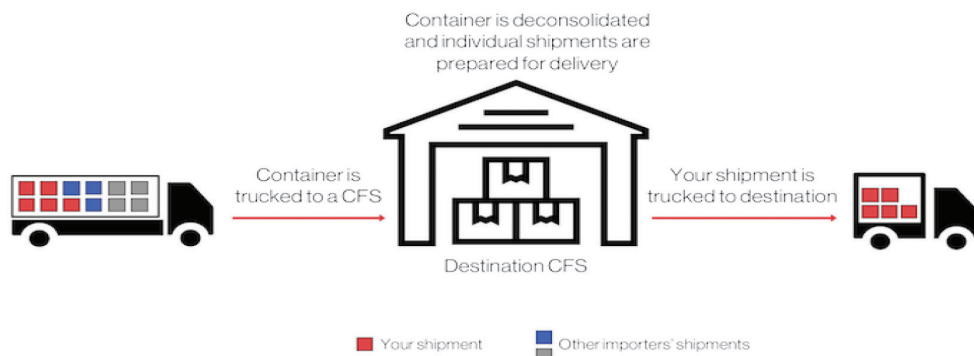 Container is deconsolidated
and individual shipments are
prepared for delivery
Container is
trucked to a CFS
Your shipment is
trucked to destination
Destination CFS
Your shipment
Other importers' shipments